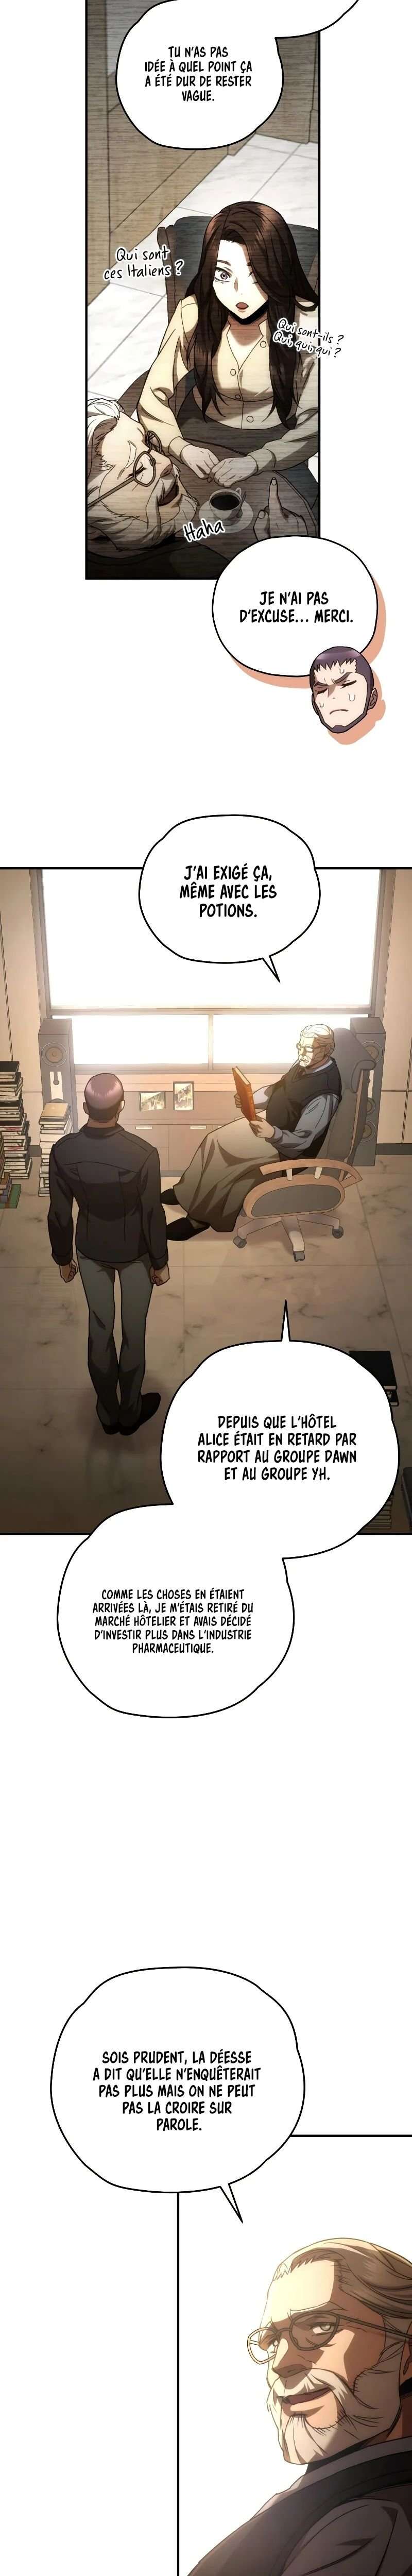 TU N'AS PAS
IDÉE À QUEL POINT ÇA
A ÉTÉ DUR DE RESTER
VAGUE.
Qui sont
ces Italiens ?
Qui sont-ils ?
Qui, qui, qui ?
Haha
JE N'AI PAS
D'EXCUSE... MERCI.
J'AI EXIGÉ ÇA,
MÊME AVEC LES
POTIONS.
DEPUIS QUE L'HÔTEL
ALICE ÉTAIT EN RETARD PAR
RAPPORT AU GROUPE DAWN
ET AU GROUPE YH.
COMME LES CHOSES EN ÉTAIENT
ARRIVÉES LÀ, JE M'ÉTAIS RETIRÉ DU
MARCHÉ HÔTELIER ET AVAIS DÉCIDÉ
D'INVESTIR PLUS DANS L'INDUSTRIE
PHARMACEUTIQUE.
SOIS PRUDENT, LA DÉESSE
A DIT QU'ELLE N'ENQUÊTERAIT
PAS PLUS MAIS ON NE PEUT
PAS LA CROIRE SUR
PAROLE.